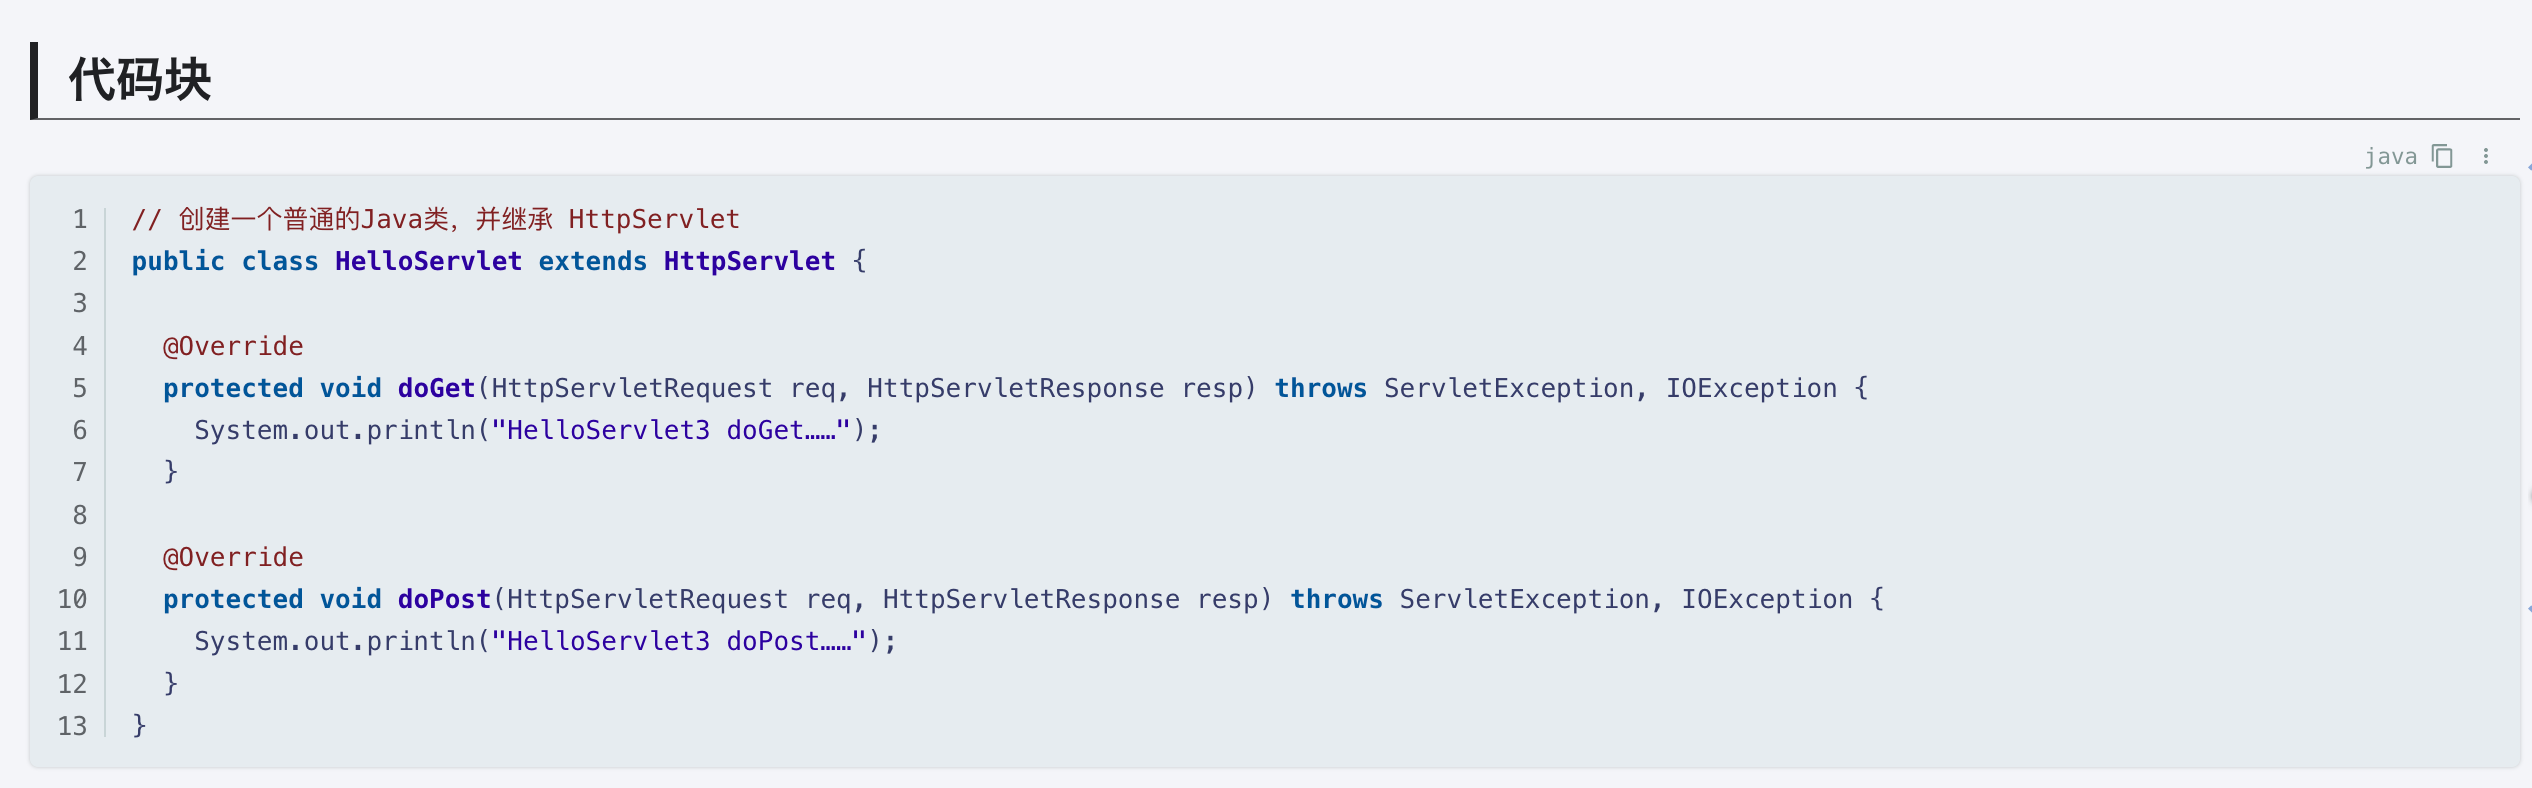 代码块
java
1 // 创建一个普通的Java类，并继承 HttpServlet
2 public class HelloServlet extends HttpServlet {
3
4   @Override
5   protected void doGet(HttpServletRequest req, HttpServletResponse resp) throws ServletException, IOException {
6     System.out.println("HelloServlet3 doGet……");
7   }
8
9   @Override
10   protected void doPost(HttpServletRequest req, HttpServletResponse resp) throws ServletException, IOException {
11     System.out.println("HelloServlet3 doPost……");
12   }
13 }